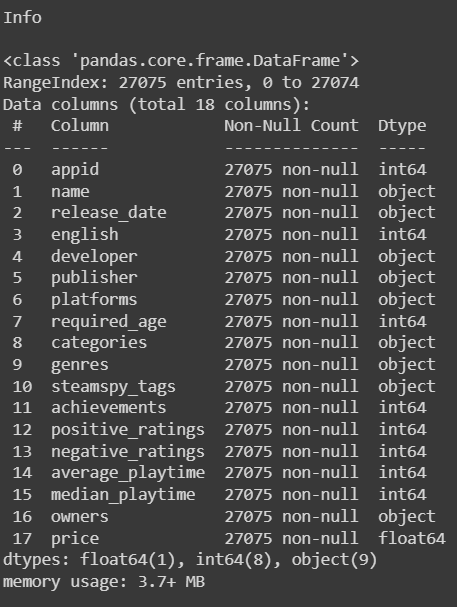 Info
<class 'pandas.core.frame.DataFrame'>
RangeIndex: 27075 entries, 0 to 27074
Data columns (total 18 columns):
 #   Column            Non-Null Count  Dtype
---  ------            --------------  -----
 0   appid             27075 non-null  int64
 1   name              27075 non-null  object
 2   release_date      27075 non-null  object
 3   english           27075 non-null  int64
 4   developer         27075 non-null  object
 5   publisher         27075 non-null  object
 6   platforms         27075 non-null  object
 7   required_age      27075 non-null  int64
 8   categories        27075 non-null  object
 9   genres            27075 non-null  object
 10  steamspy_tags     27075 non-null  object
 11  achievements      27075 non-null  int64
 12  positive_ratings  27075 non-null  int64
 13  negative_ratings  27075 non-null  int64
 14  average_playtime  27075 non-null  int64
 15  median_playtime   27075 non-null  int64
 16  owners            27075 non-null  object
 17  price             27075 non-null  float64
dtypes: float64(1), int64(8), object(9)
memory usage: 3.7+ MB